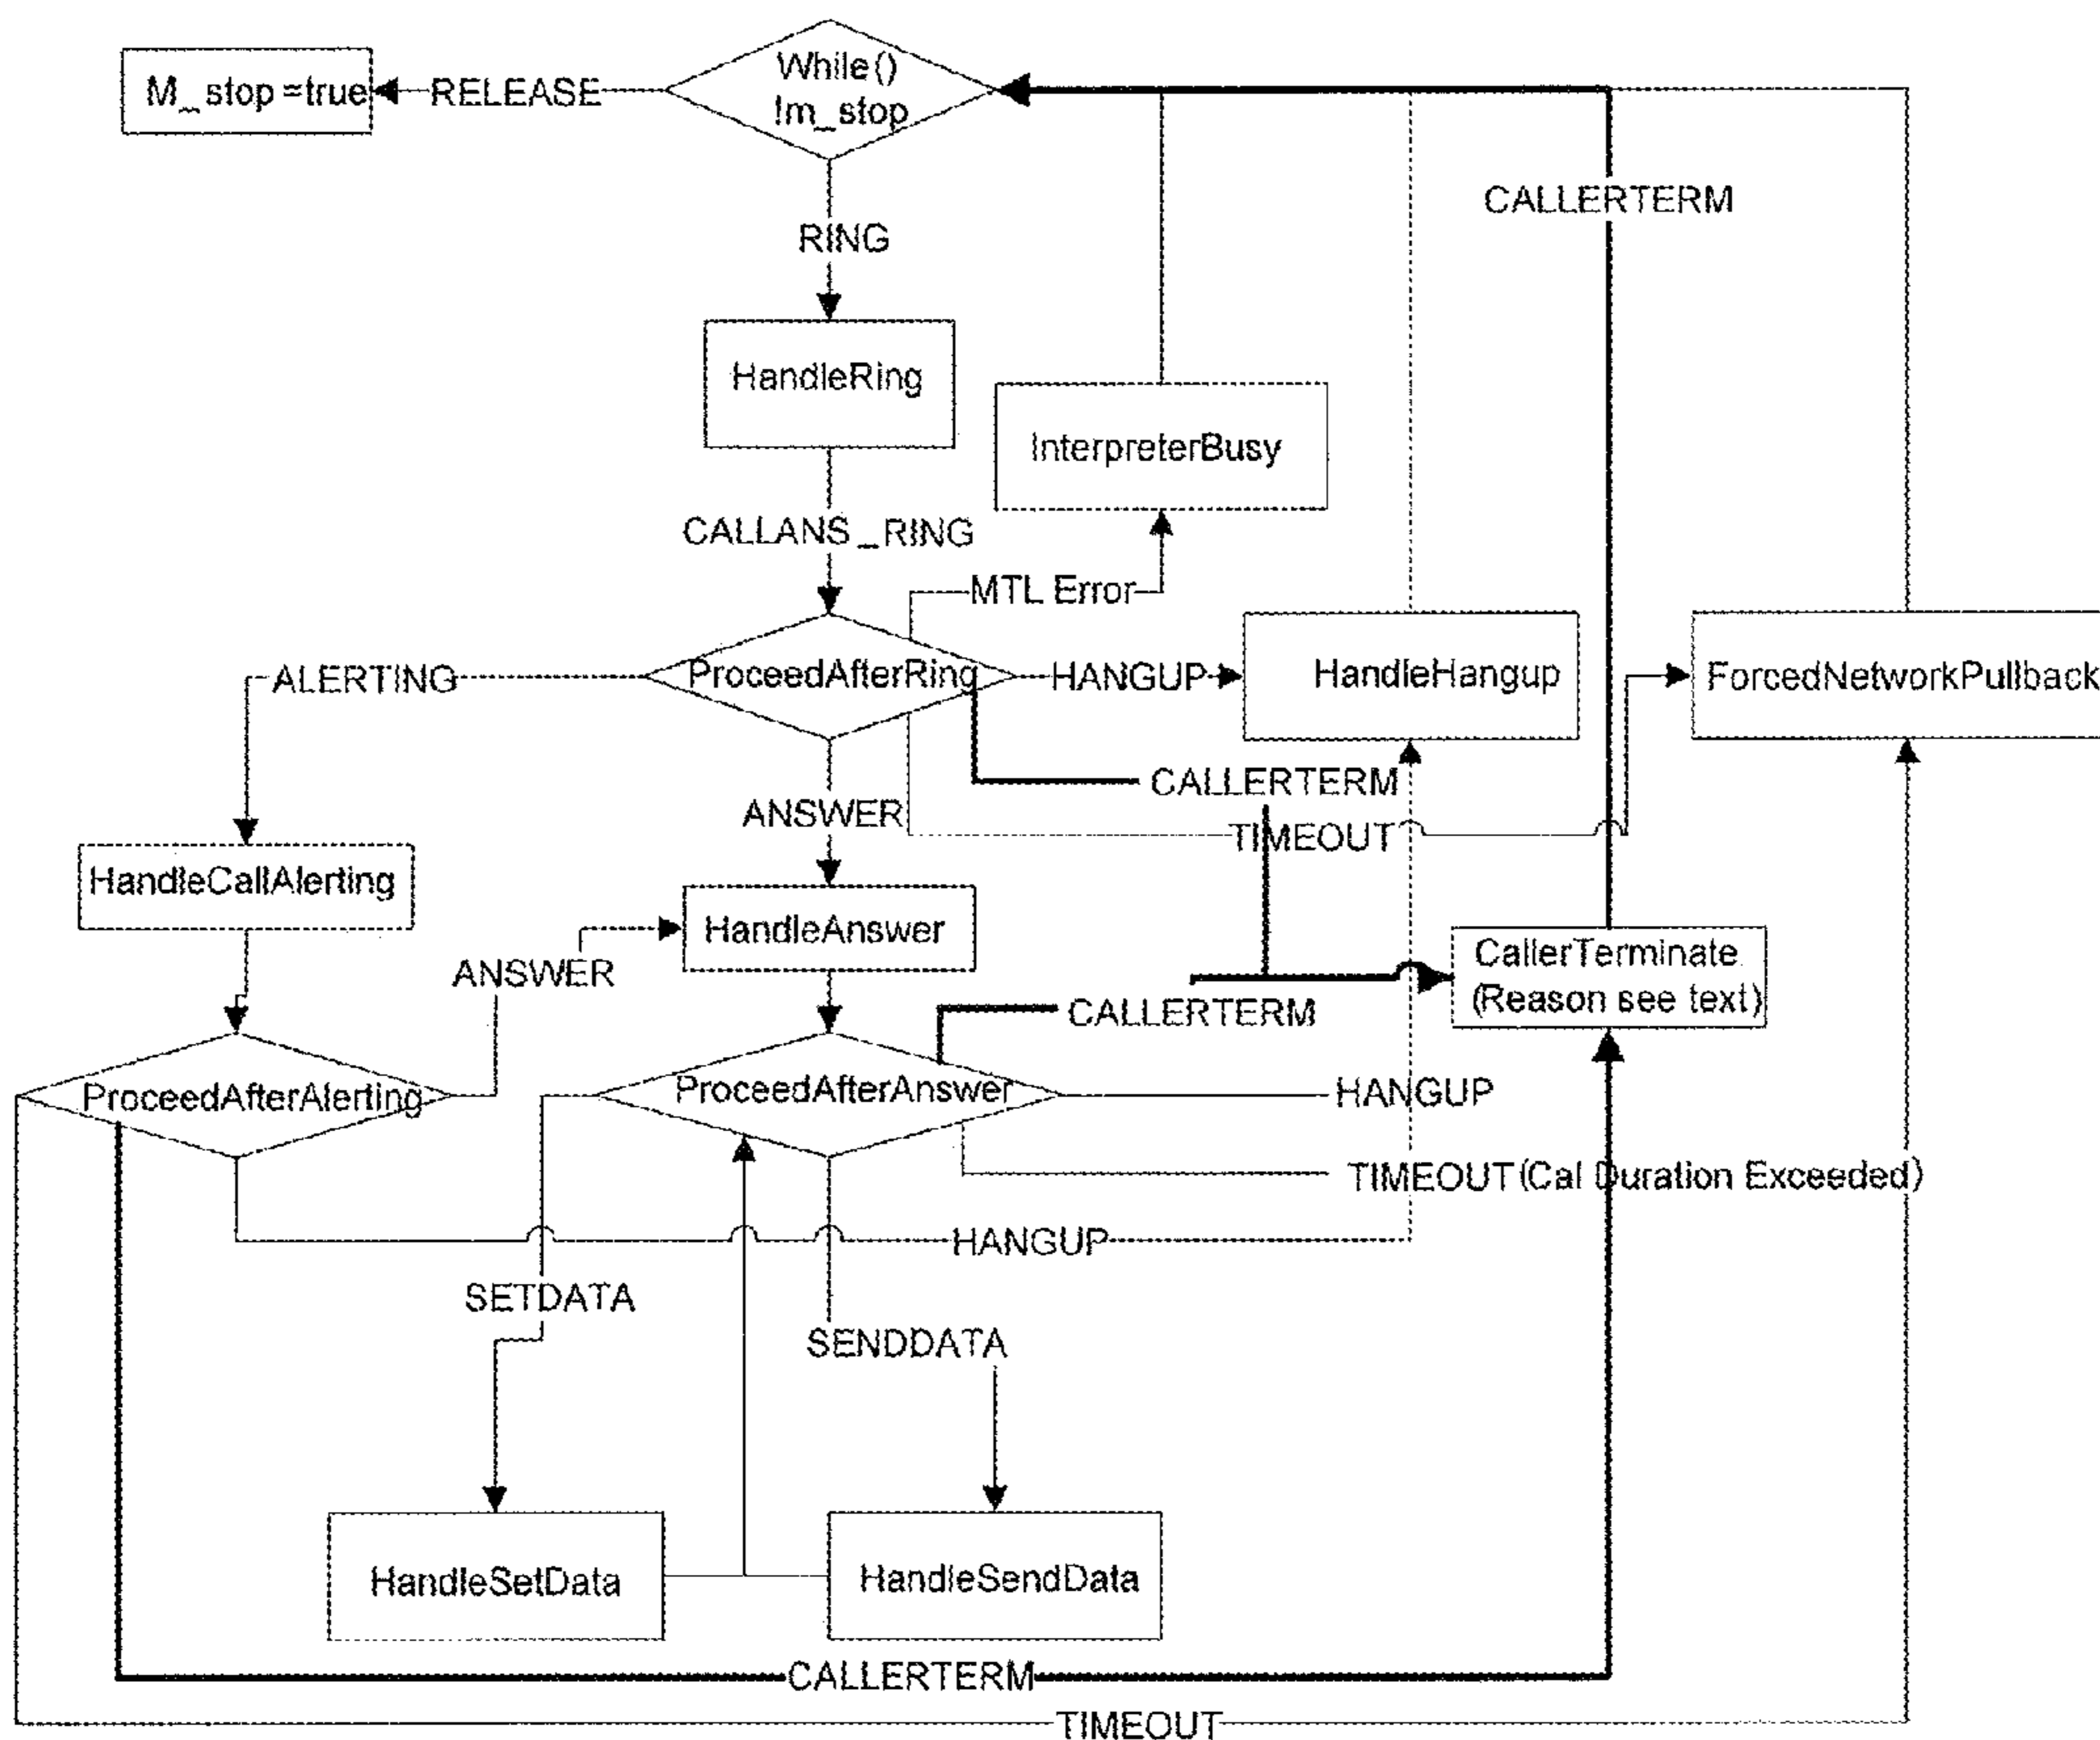 While()
!m_stop
M_stop =true
RELEASE
CALLERTERM
RING
HandleRing
InterpreterBusy
CALLANS_RING
MTL Error
ALERTING
ProceedAfterRing
HANGUP
HandleHangup
ForcedNetworkPullback
CALLERTERM
ANSWER
TIMEOUT
HandleCallAlerting
HandleAnswer
ANSWER
CallerTerminate
(Reason see text)
CALLERTERM
ProceedAfterAlerting
ProceedAfterAnswer
HANGUP
TIMEOUT (Cal Duration Exceeded)
HANGUP
SETDATA
SENDDATA
HandleSetData
HandleSendData
CALLERTERM
TIMEOUT